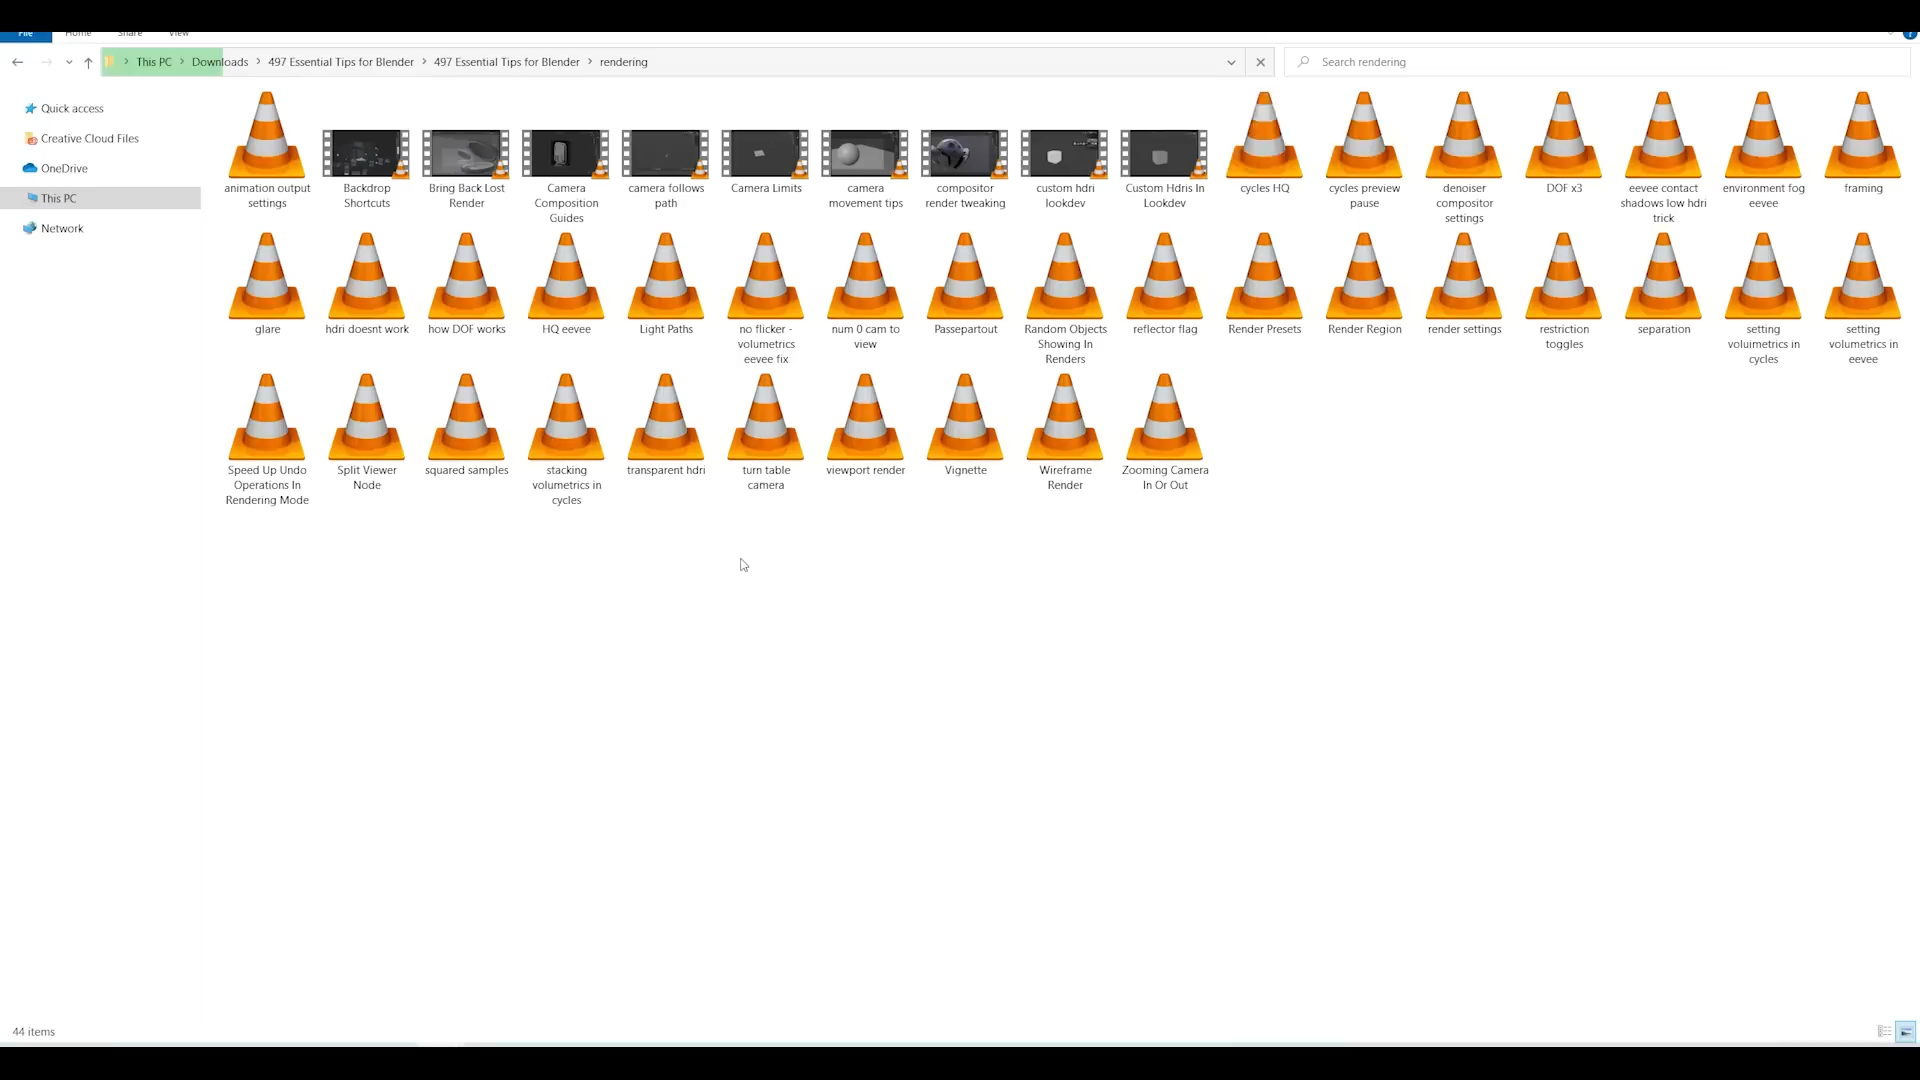 File Home Share View
This PC Downloads 497 Essential Tips for Blender 497 Essential Tips for Blender rendering
Search rendering
Quick access
Creative Cloud Files
OneDrive
This PC
Network
animation output
settings
Backdrop
Shortcuts
Bring Back Lost
Render
Camera
Composition
Guides
camera follows
path
Camera Limits
camera
movement tips
compositor
render tweaking
custom hdri
lookdev
Custom Hdris In
Lookdev
cycles HQ
cycles preview
pause
denoiser
compositor
settings
DOF x3
eevee contact
shadows low hdri
trick
environment fog
eevee
framing
glare
hdri doesnt work
how DOF works
HQ eevee
Light Paths
no flicker -
volumetrics
eevee fix
num 0 cam to
view
Passepartout
Random Objects
Showing In
Renders
reflector flag
Render Presets
Render Region
render settings
restriction
toggles
separation
setting
voluimetrics in
cycles
setting
volumetrics in
eevee
Speed Up Undo
Operations In
Rendering Mode
Split Viewer
Node
squared samples
stacking
volumetrics in
cycles
transparent hdri
turn table
camera
viewport render
Vignette
Wireframe
Render
Zooming Camera
In Or Out
44 items